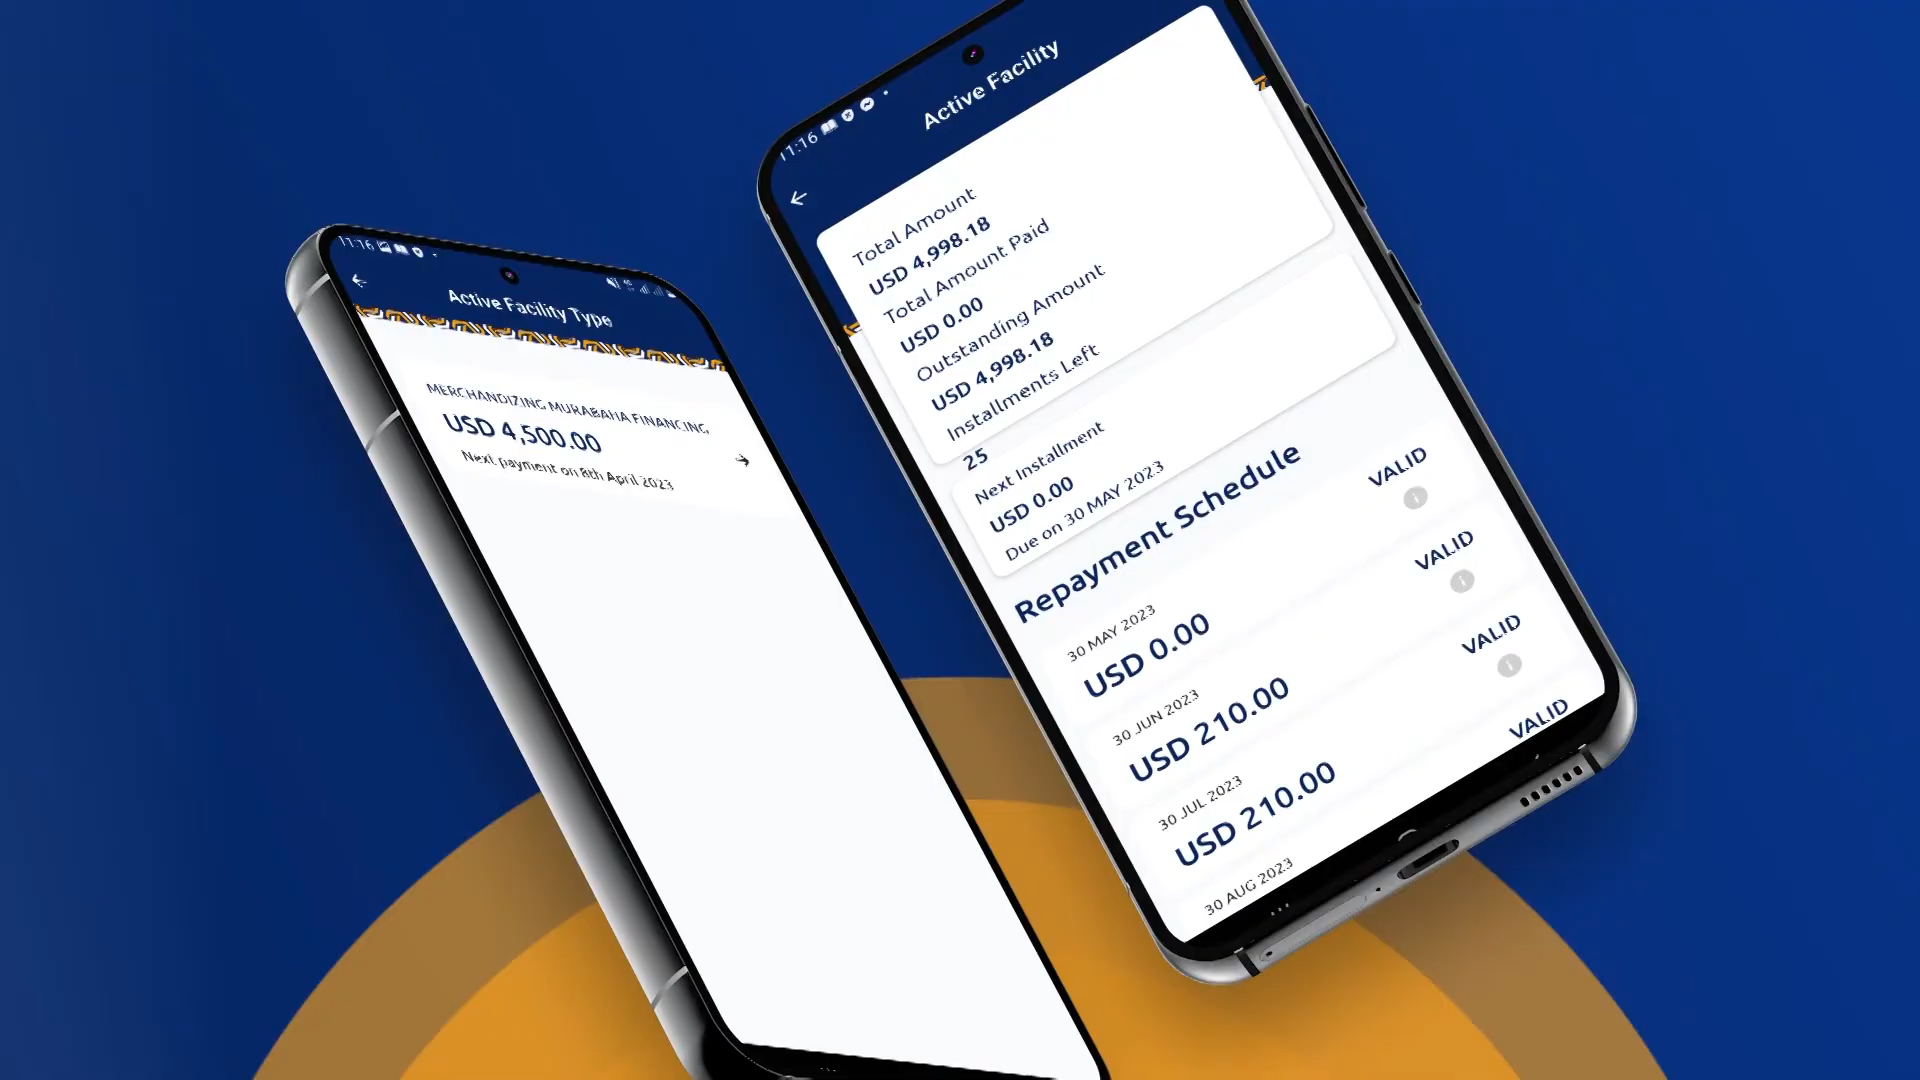 11:16
Active Facility Type
MERCHANDIZING MURABAHA FINANCING
USD 4,500.00
Next payment on 8th April 2023
11:16
Active Facility
Total Amount
USD 4,998.18
Total Amount Paid
USD 0.00
Outstanding Amount
USD 4,998.18
Installments Left
25
Next Installment
USD 0.00
Due on 30 MAY 2023
Repayment Schedule
30 MAY 2023
USD 0.00
VALID
30 JUN 2023
USD 210.00
VALID
30 JUL 2023
USD 210.00
VALID
30 AUG 2023
VALID